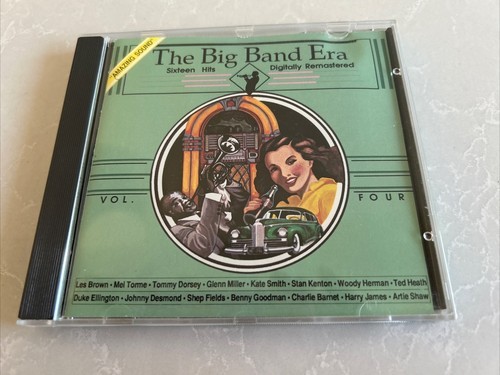 "AMAZING SOUND"
The Big Band Era
Sixteen Hits Digitally Remastered
VOL. FOUR
Les Brown • Mel Torme • Tommy Dorsey • Glenn Miller • Kate Smith • Stan Kenton • Woody Herman • Ted Heath
Duke Ellington • Johnny Desmond • Shep Fields • Benny Goodman • Charlie Barnet • Harry James • Artie Shaw